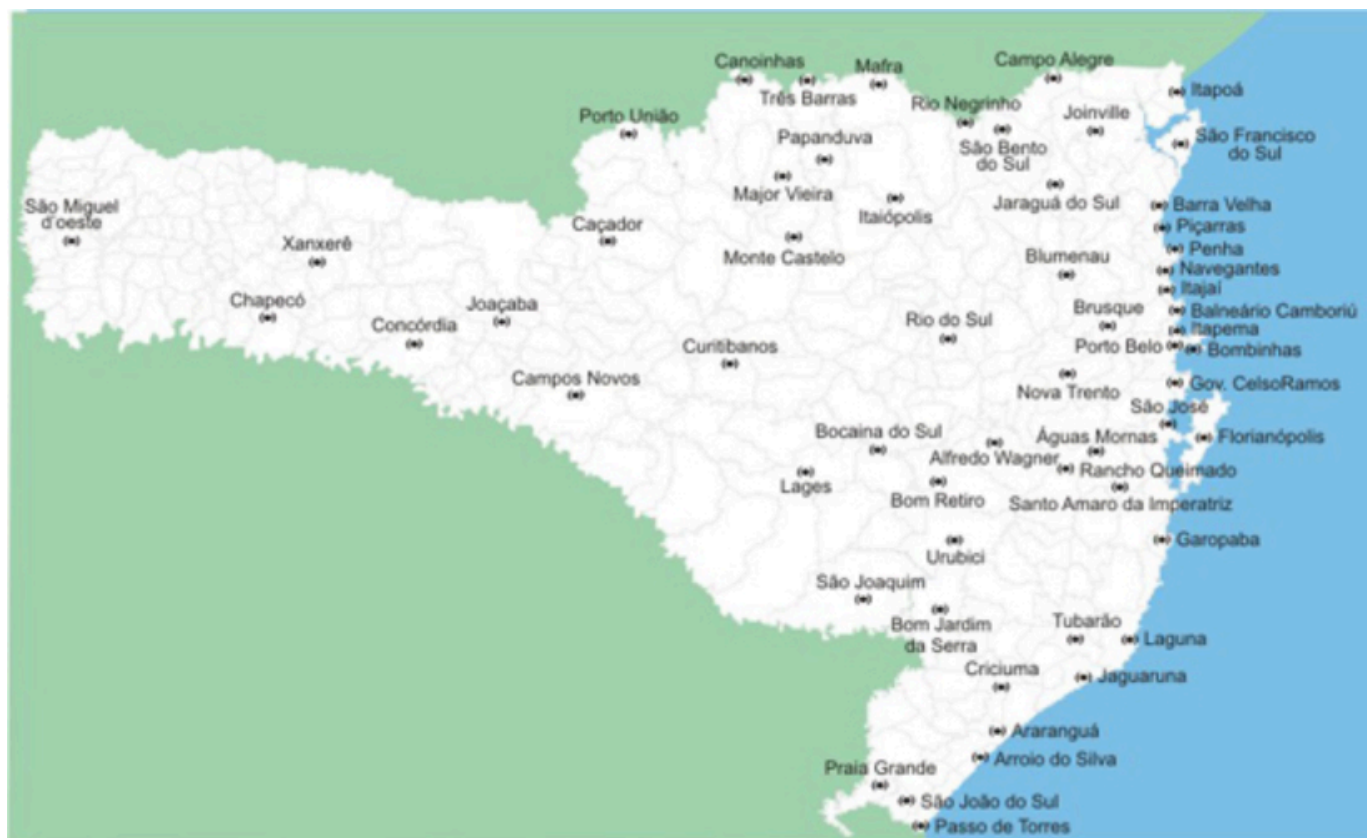 Canoinhas
Mafra
Campo Alegre
Três Barras
Itapoá
Rio Negrinho
Joinville
Porto União
São Francisco
do Sul
Papanduva
São Bento
do Sul
Major Vieira
Itaiópolis
Jaraguá do Sul
São Miguel
d'oeste
Barra Velha
Caçador
Piçarras
Xanxerê
Monte Castelo
Blumenau
Penha
Navegantes
Itajaí
Chapecó
Joaçaba
Concórdia
Rio do Sul
Brusque
Balneário Camboriú
Itapema
Curitibanos
Porto Belo
Bombinhas
Campos Novos
Nova Trento
Gov. CelsoRamos
São José
Bocaina do Sul
Águas Mornas
Florianópolis
Alfredo Wagner
Rancho Queimado
Lages
Bom Retiro
Santo Amaro da Imperatriz
Garopaba
Urubici
São Joaquim
Bom Jardim
da Serra
Tubarão
Laguna
Criciuma
Jaguaruna
Araranguá
Arroio do Silva
Praia Grande
São João do Sul
Passo de Torres